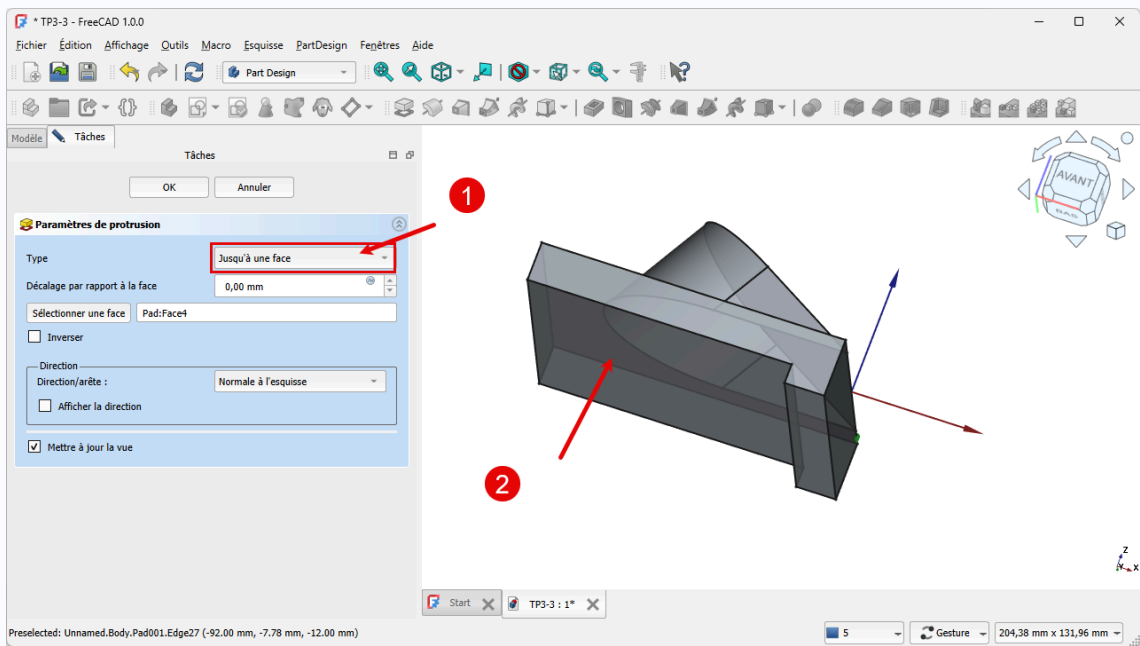 * TP3-3 - FreeCAD 1.0.0
Fichier Édition Affichage Outils Macro Esquisse PartDesign Fenêtres Aide
Part Design
Modèle Tâches
Tâches
OK Annuler
1
Paramètres de protrusion
Type Jusqu'à une face
Décalage par rapport à la face 0,00 mm
Sélectionner une face Pad:Face4
Inverser
Direction
Direction/arête : Normale à l'esquisse
Afficher la direction
Mettre à jour la vue
2
AVANT
BAS
Z
Y X
Start TP3-3 : 1*
Preselected: Unnamed.Body.Pad001.Edge27 (-92.00 mm, -7.78 mm, -12.00 mm) 5 Gesture 204,38 mm x 131,96 mm